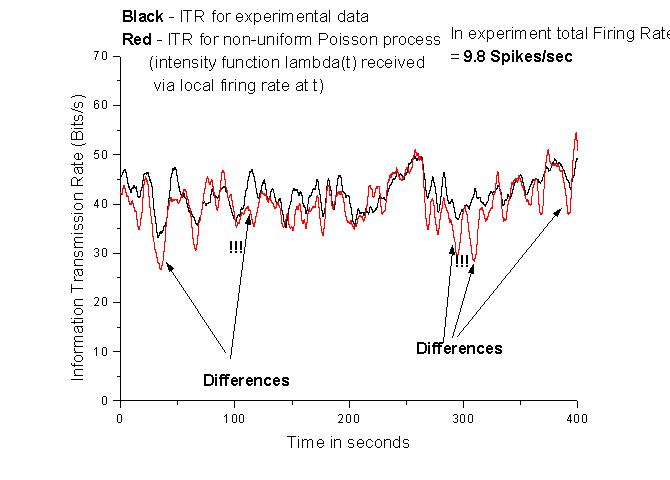 Black - ITR for experimental data
Red - ITR for non-uniform Poisson process
(intensity function lambda(t) received
via local firing rate at t)
In experiment total Firing Rate
= 9.8 Spikes/sec
70
60
50
40
30
20
10
0
Information Transmission Rate (Bits/s)
!!!
!!!
Differences
Differences
0
100
200
300
400
Time in seconds